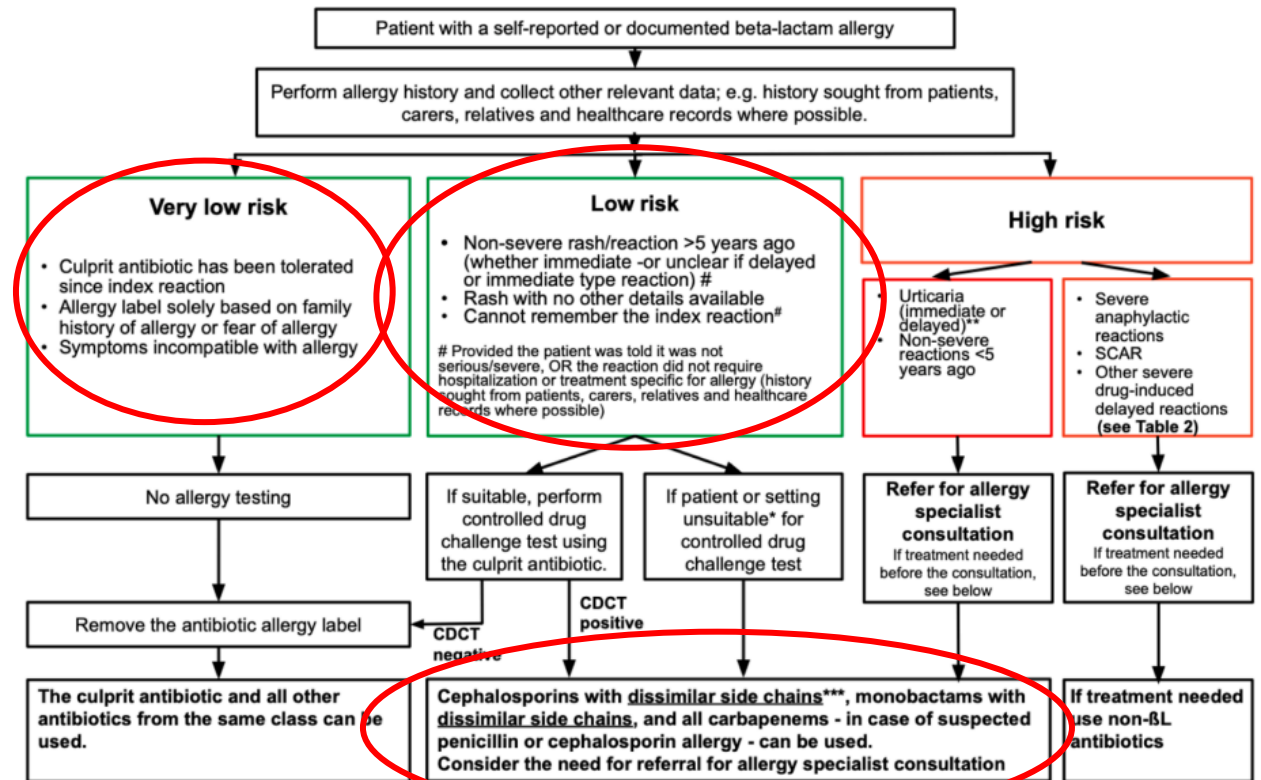 Patient with a self-reported or documented beta-lactam allergy
Perform allergy history and collect other relevant data; e.g. history sought from patients,
carers, relatives and healthcare records where possible.
Very low risk
• Culprit antibiotic has been tolerated
since index reaction
• Allergy label solely based on family
history of allergy or fear of allergy
• Symptoms incompatible with allergy
Low risk
• Non-severe rash/reaction >5 years ago
(whether immediate -or unclear if delayed
or immediate type reaction) #
• Rash with no other details available
• Cannot remember the index reaction#
# Provided the patient was told it was not
serious/severe, OR the reaction did not require
hospitalization or treatment specific for allergy (history
sought from patients, carers, relatives and healthcare
records where possible)
High risk
• Urticaria
(immediate or
delayed)**
• Non-severe
reactions <5
years ago
• Severe
anaphylactic
reactions
• SCAR
• Other severe
drug-induced
delayed reactions
(see Table 2)
No allergy testing
If suitable, perform
controlled drug
challenge test using
the culprit antibiotic.
If patient or setting
unsuitable* for
controlled drug
challenge test
Refer for allergy
specialist
consultation
If treatment needed
before the consultation,
see below
Refer for allergy
specialist
consultation
If treatment needed
before the consultation,
see below
Remove the antibiotic allergy label
CDCT
negative
CDCT
positive
The culprit antibiotic and all other
antibiotics from the same class can be
used.
Cephalosporins with dissimilar side chains***, monobactams with
dissimilar side chains, and all carbapenems - in case of suspected
penicillin or cephalosporin allergy - can be used.
Consider the need for referral for allergy specialist consultation
If treatment needed
use non-ßL
antibiotics